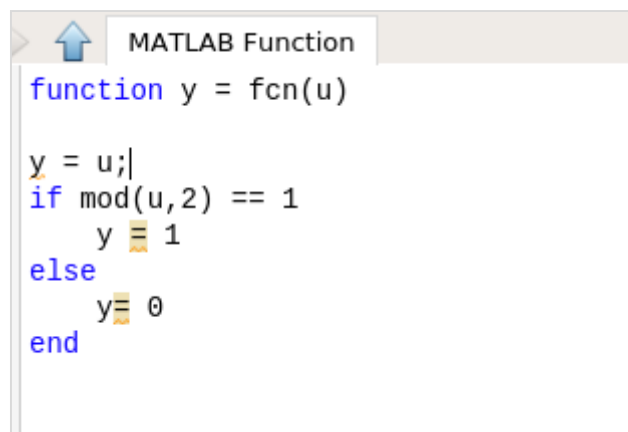 MATLAB Function
function y = fcn(u)
y = u;
if mod(u,2) == 1
    y = 1
else
    y= 0
end